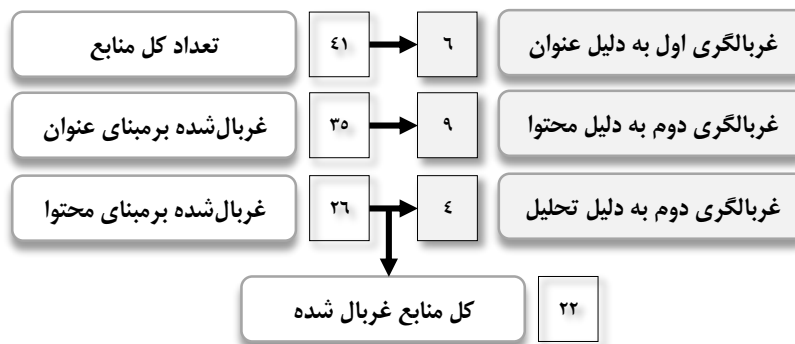 غربالگری اول به دلیل عنوان
٦
٤١
تعداد کل منابع
غربالگری دوم به دلیل محتوا
٩
٣٥
غربال‌شده برمبنای عنوان
غربالگری دوم به دلیل تحلیل
٤
٢٦
غربال‌شده برمبنای محتوا
٢٢
کل منابع غربال شده